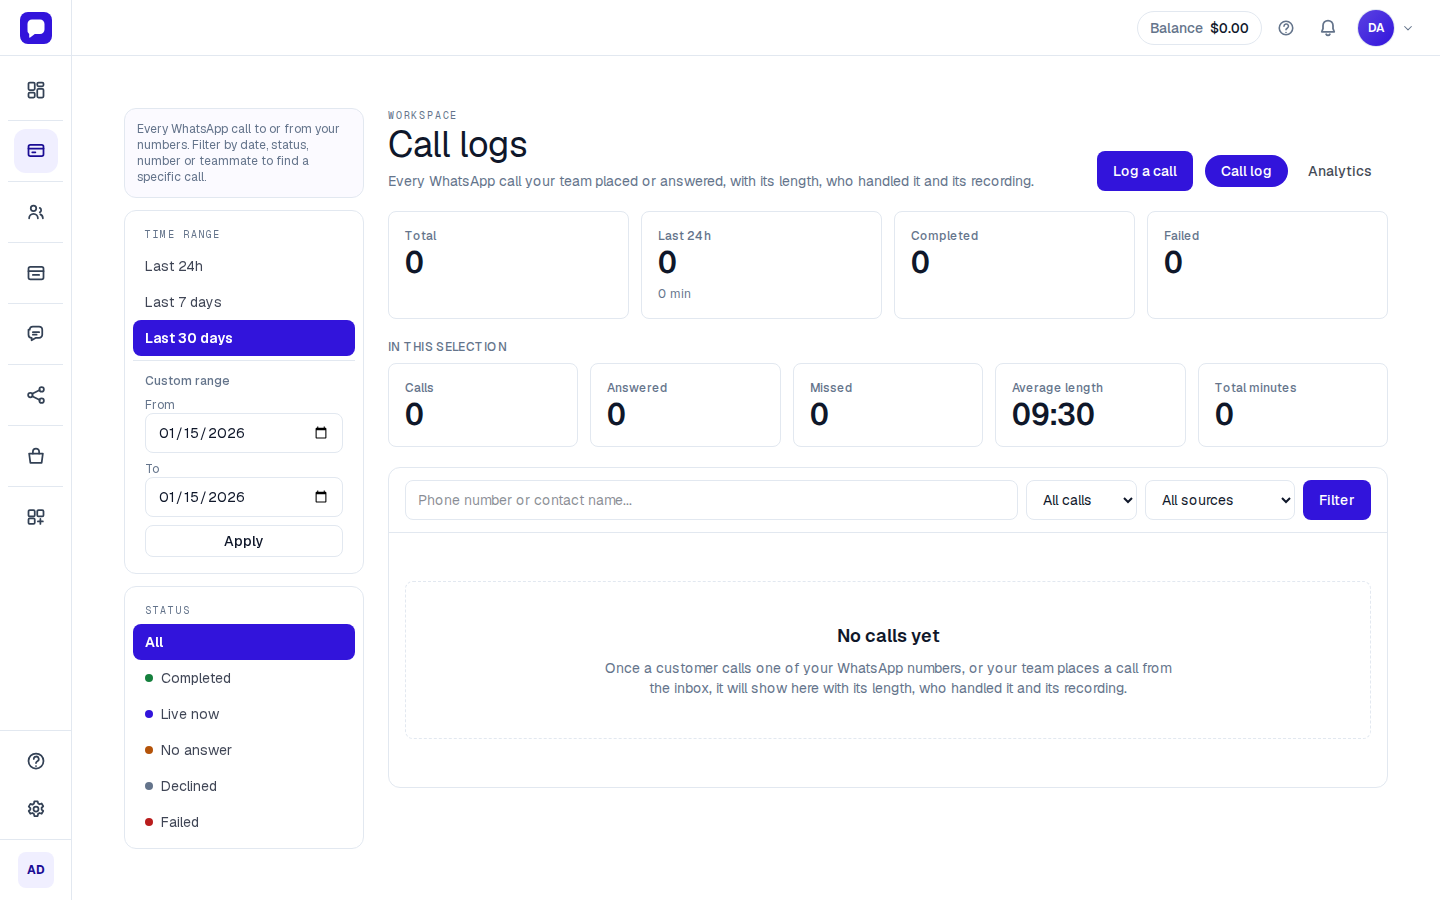 Balance $0.00
DA
Every WhatsApp call to or from your
numbers. Filter by date, status,
number or teammate to find a
specific call.
TIME RANGE
Last 24h
Last 7 days
Last 30 days
Custom range
From
01/15/2026
To
01/15/2026
Apply
STATUS
All
Completed
Live now
No answer
Declined
Failed
AD
WORKSPACE
Call logs
Every WhatsApp call your team placed or answered, with its length, who handled it and its recording.
Log a call
Call log
Analytics
Total
0
Last 24h
0
0 min
Completed
0
Failed
0
IN THIS SELECTION
Calls
0
Answered
0
Missed
0
Average length
09:30
Total minutes
0
Phone number or contact name...
All calls
All sources
Filter
No calls yet
Once a customer calls one of your WhatsApp numbers, or your team places a call from
the inbox, it will show here with its length, who handled it and its recording.